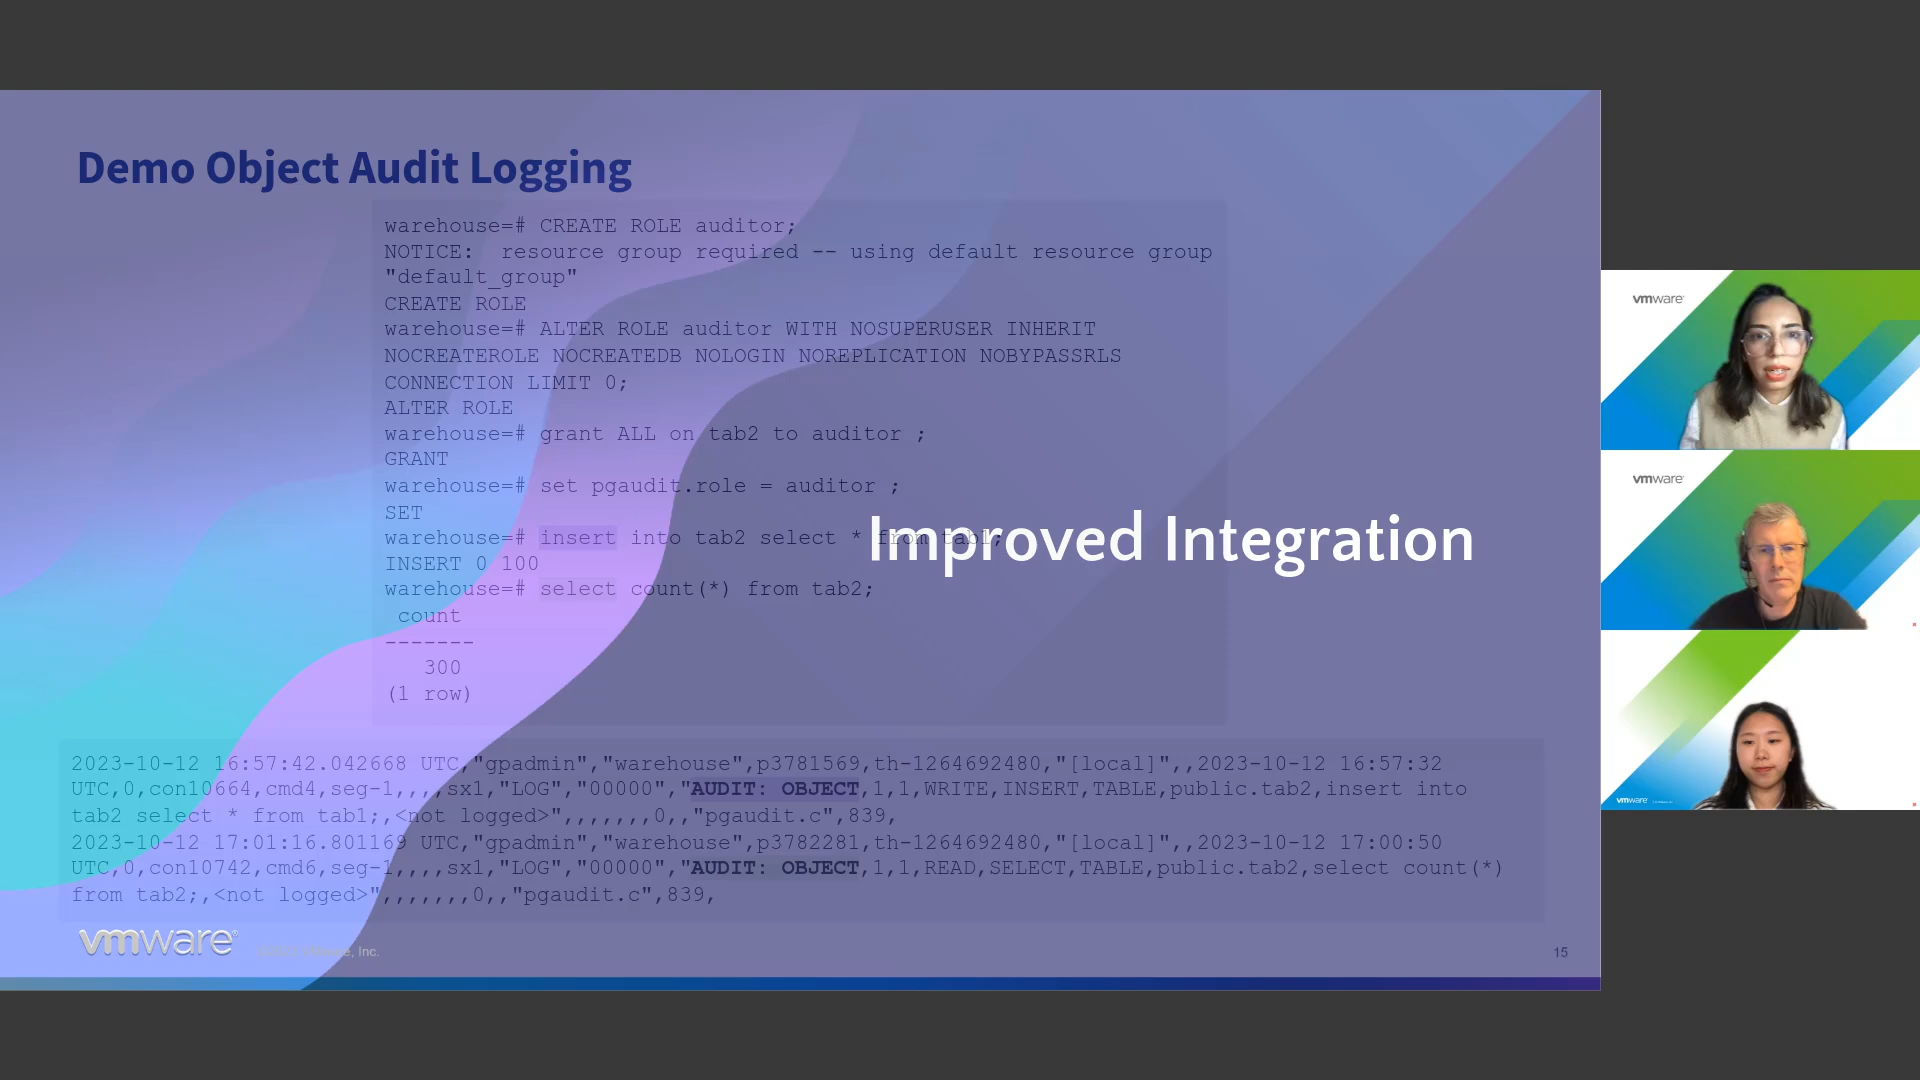 Demo Object Audit Logging
warehouse=# CREATE ROLE auditor;
NOTICE:  resource group required -- using default resource group
"default_group"
CREATE ROLE
warehouse=# ALTER ROLE auditor WITH NOSUPERUSER INHERIT
NOCREATEROLE NOCREATEDB NOLOGIN NOREPLICATION NOBYPASSRLS
CONNECTION LIMIT 0;
ALTER ROLE
warehouse=# grant ALL on tab2 to auditor ;
GRANT
warehouse=# set pgaudit.role = auditor ;
SET
warehouse=# insert into tab2 select * from tab1;
INSERT 0 100
warehouse=# select count(*) from tab2;
count
-------
300
(1 row)
Improved Integration
2023-10-12 16:57:42.042668 UTC,"gpadmin","warehouse",p3781569,th-1264692480,"[local]",,2023-10-12 16:57:32
UTC,0,con10664,cmd4,seg-1,,,,sx1,"LOG","00000","AUDIT: OBJECT,1,1,WRITE,INSERT,TABLE,public.tab2,insert into
tab2 select * from tab1;,<not logged>",,,,,,,0,,"pgaudit.c",839,
2023-10-12 17:01:16.801169 UTC,"gpadmin","warehouse",p3782281,th-1264692480,"[local]",,2023-10-12 17:00:50
UTC,0,con10742,cmd6,seg-1,,,,sx1,"LOG","00000","AUDIT: OBJECT,1,1,READ,SELECT,TABLE,public.tab2,select count(*)
from tab2;,<not logged>",,,,,,,0,,"pgaudit.c",839,
vmware
Inc.
15
vmware
vmware
vmware